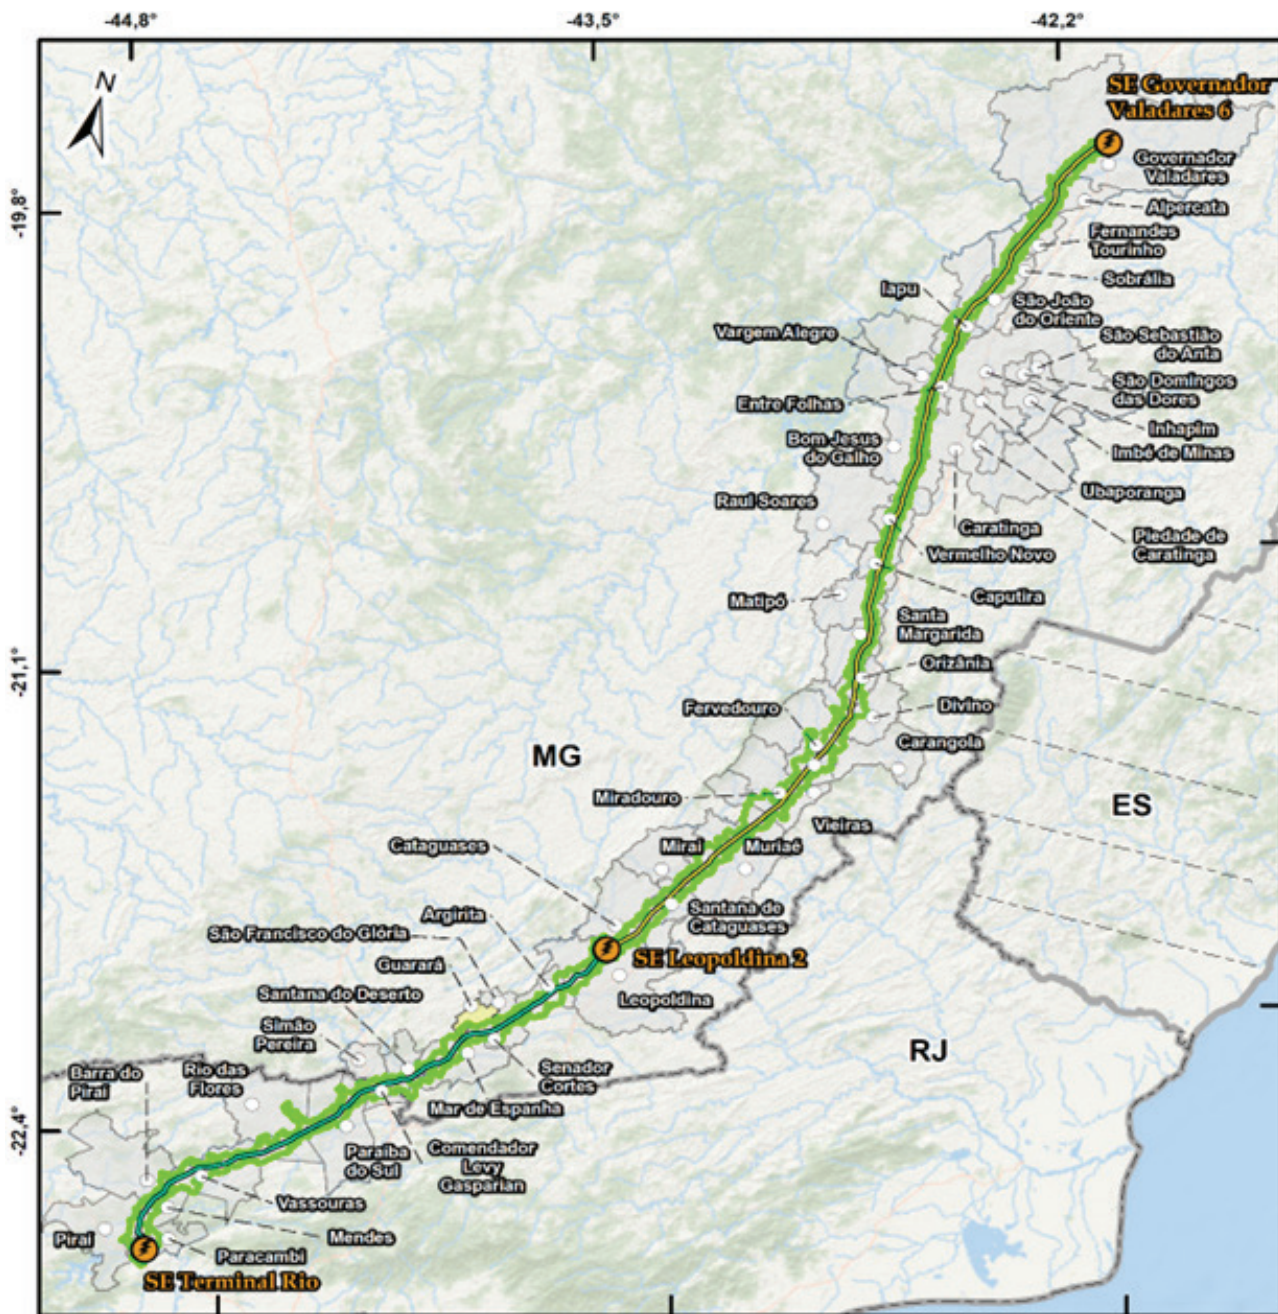 -44,8°
-43,5°
-42,2°
N
SE Governador
Valadares 6
Governador
Valadares
-19,8°
Alpercata
Fernandes
Tourinho
Sobrália
Iapu
São João
do Oriente
Vargem Alegre
São Sebastião
do Anta
São Domingos
das Dores
Entre Folhas
Inhapim
Bom Jesus
do Galho
Imbé de Minas
Ubaporanga
Raul Soares
Caratinga
Piedade de
Caratinga
Vermelho Novo
Matipó
Caputira
Santa
Margarida
-21,1°
Orizânia
Fervedouro
Divino
Carangola
MG
Miradouro
ES
Vieiras
Cataguases
Miraí
Muriaé
Argirita
Santana de
Cataguases
São Francisco do Glória
SE Leopoldina 2
Guarará
Leopoldina
Santana do Deserto
Simão
Pereira
RJ
Rio das
Flores
Barra do
Piraí
Senador
Cortes
Mar de Espanha
-22,4°
Paraíba
do Sul
Comendador
Levy
Gasparian
Vassouras
Mendes
Piraí
Paracambi
SE Terminal Rio